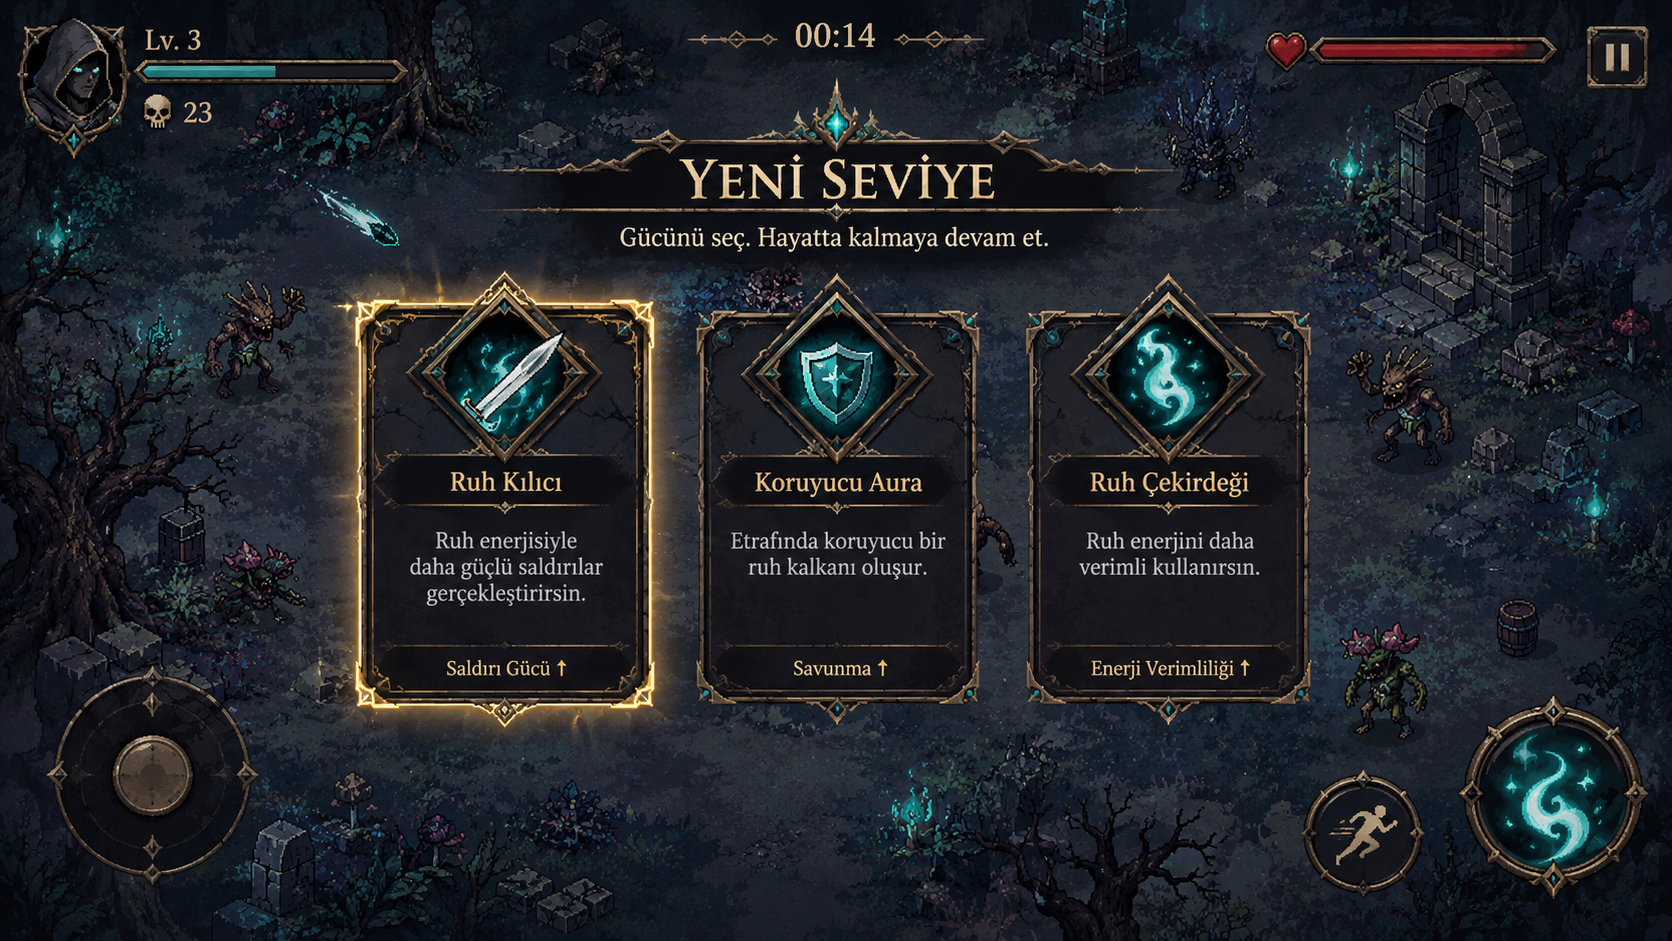 Lv. 3
00:14
23
YENİ SEVİYE
Gücünü seç. Hayatta kalmaya devam et.
Ruh Kılıcı
Ruh enerjisiyle
daha güçlü saldırılar
gerçekleştirirsin.
Saldırı Gücü ↑
Koruyucu Aura
Etrafında koruyucu bir
ruh kalkanı oluşur.
Savunma ↑
Ruh Çekirdeği
Ruh enerjini daha
verimli kullanırsın.
Enerji Verimliliği ↑